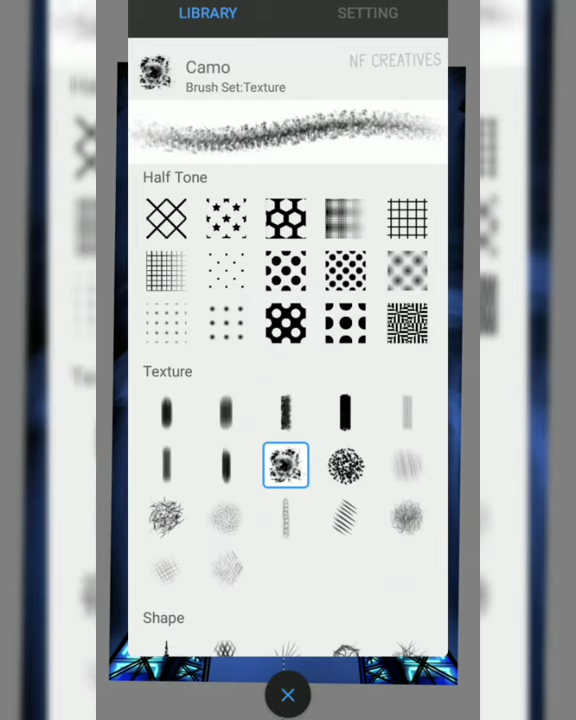 LIBRARY
SETTING
NF CREATIVES
Camo
Brush Set:Texture
Half Tone
Texture
Shape